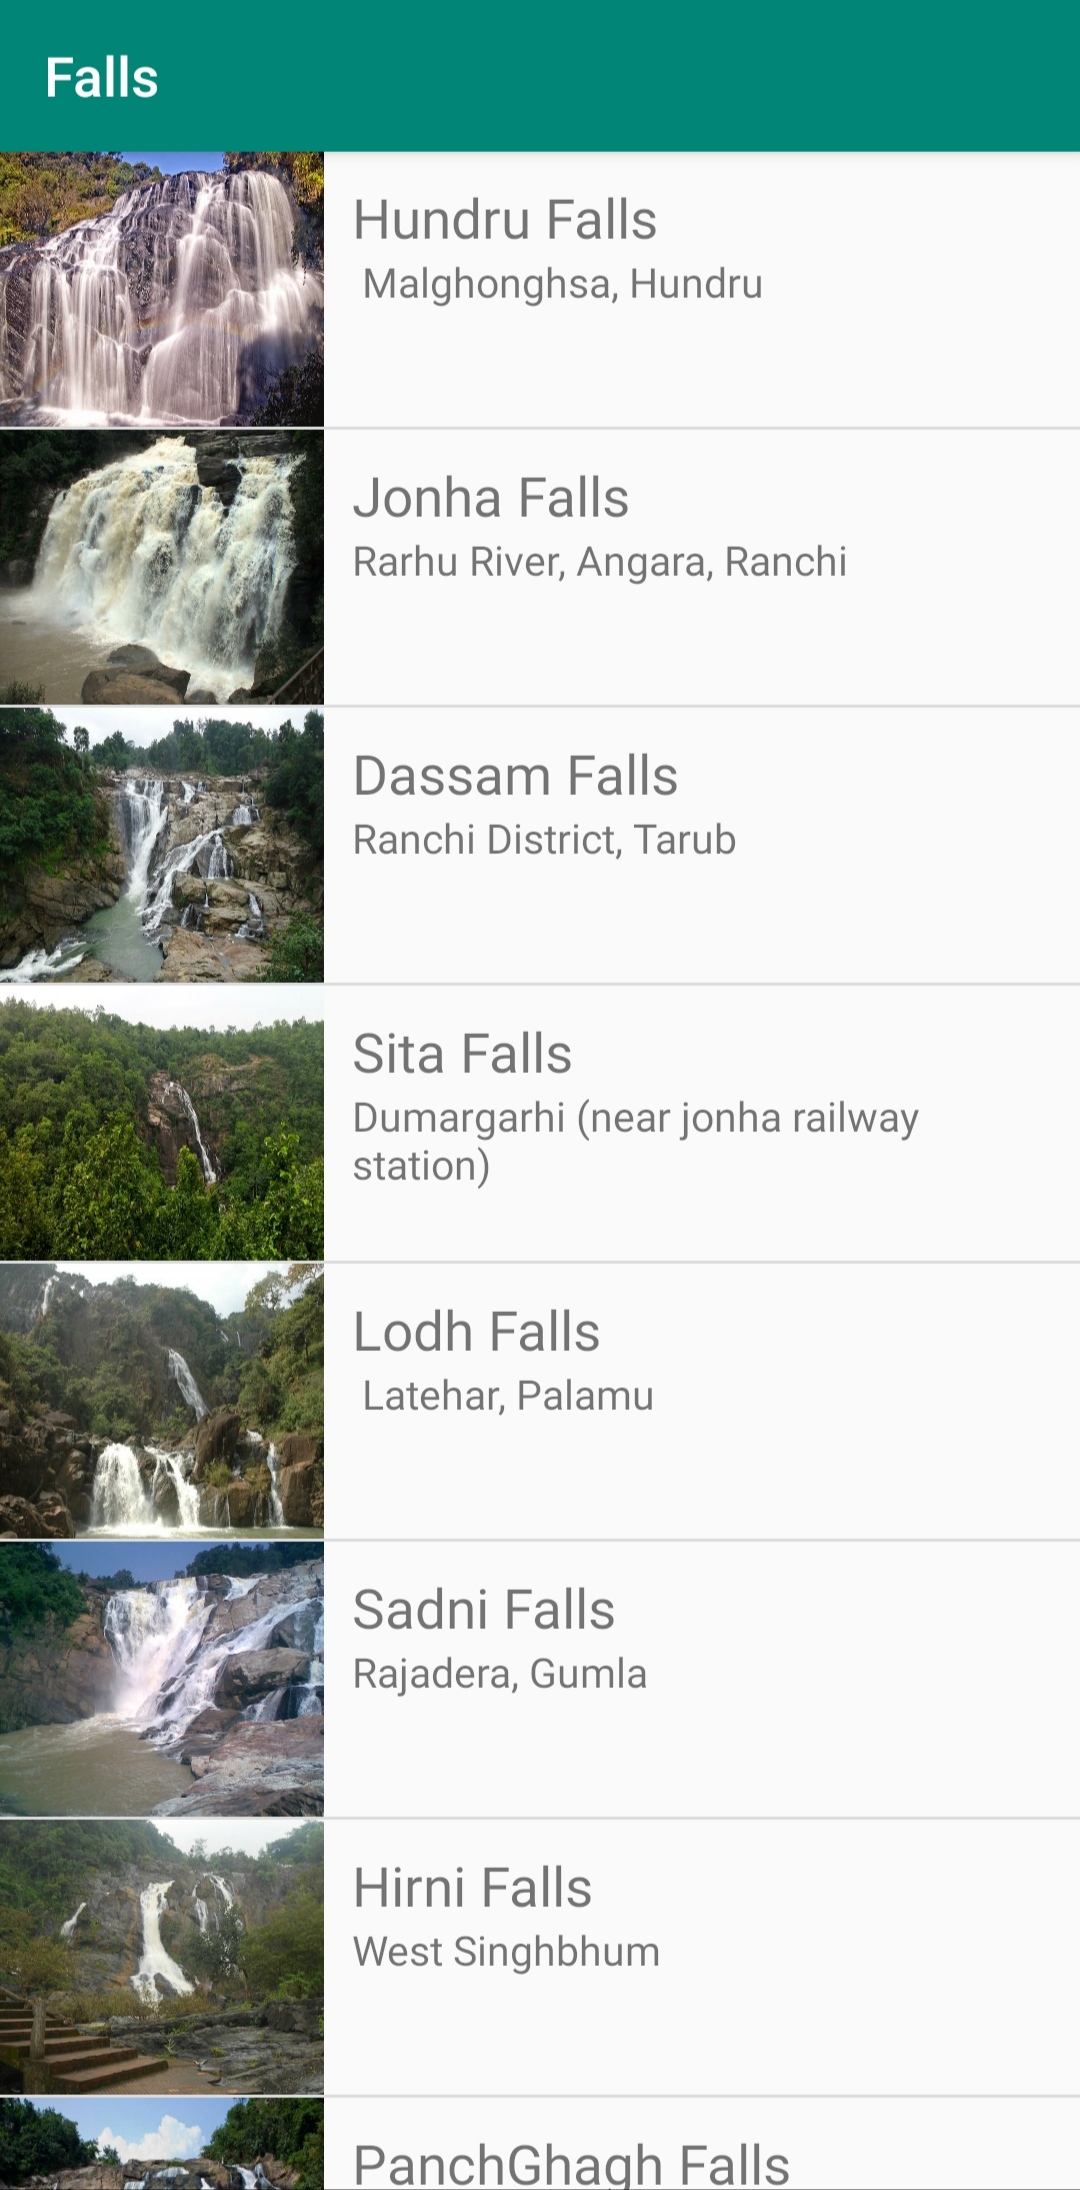 Falls
Hundru Falls
Malghonghsa, Hundru
Jonha Falls
Rarhu River, Angara, Ranchi
Dassam Falls
Ranchi District, Tarub
Sita Falls
Dumargarhi (near jonha railway
station)
Lodh Falls
Latehar, Palamu
Sadni Falls
Rajadera, Gumla
Hirni Falls
West Singhbhum
PanchGhagh Falls